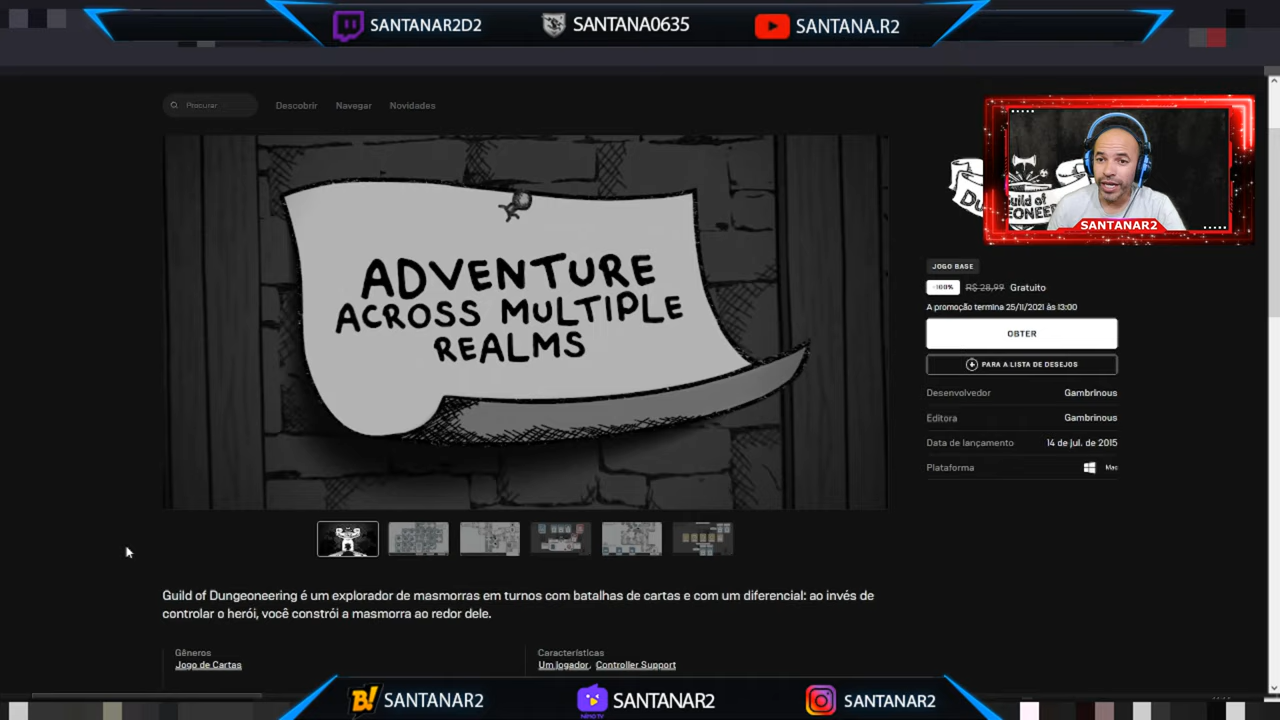 SANTANAR2D2
SANTANA0635
SANTANA.R2
Procurar
Descobrir
Navegar
Novidades
ADVENTURE
ACROSS MULTIPLE
REALMS
Guild of
SANTANAR2
JOGO BASE
-100% R$ 28,99 Gratuito
A promoção termina 25/11/2021 às 13:00
OBTER
PARA A LISTA DE DESEJOS
Desenvolvedor Gambrinous
Editora Gambrinous
Data de lançamento 14 de jul. de 2015
Plataforma Mac
Guild of Dungeoneering é um explorador de masmorras em turnos com batalhas de cartas e com um diferencial: ao invés de
controlar o herói, você constrói a masmorra ao redor dele.
Gêneros
Jogo de Cartas
Características
Um jogador, Controller Support
B! SANTANAR2
NIMO TV
SANTANAR2
SANTANAR2